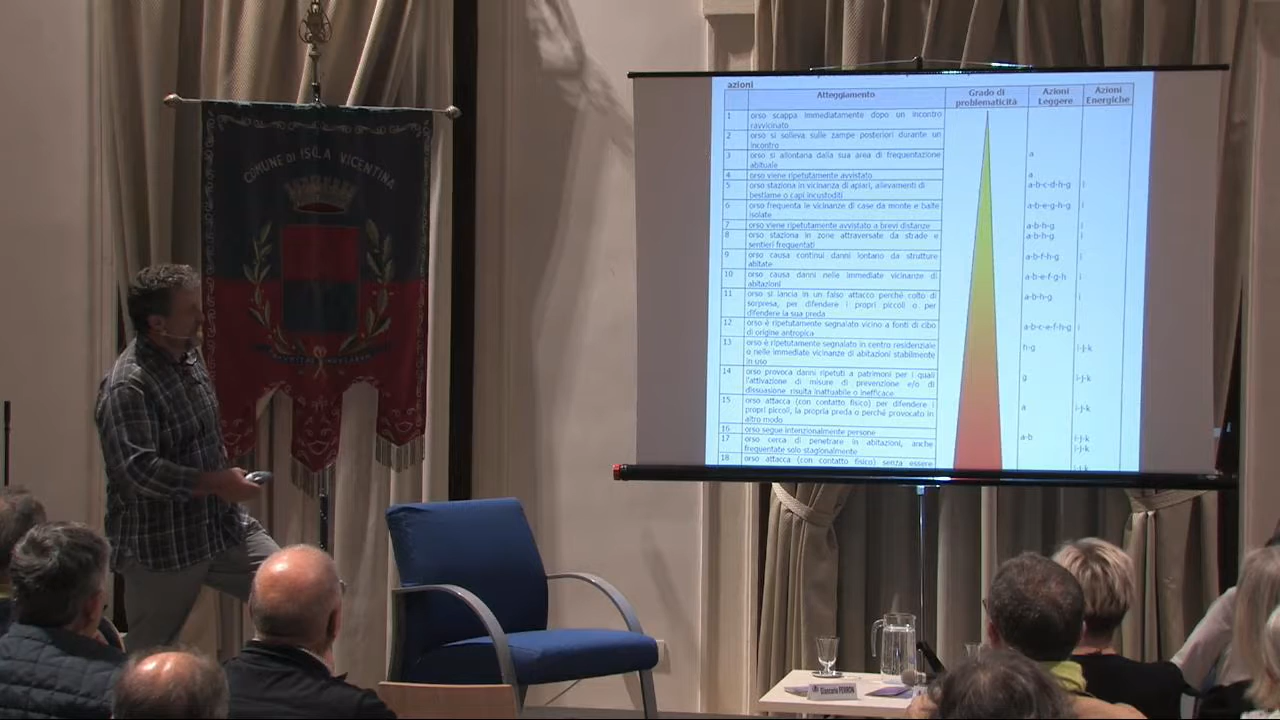 COMUNE DI ISOLA VICENTINA
azioni
Atteggiamento Grado di problematicità Azioni Leggere Azioni Energiche
1 orso scappa immediatamente dopo un incontro
ravvicinato
2 orso si solleva sulle zampe posteriori durante un
incontro
3 orso si allontana dalla sua area di frequentazione a
abituale
4 orso viene ripetutamente avvistato a
5 orso staziona in vicinanza di apiari, allevamenti di a-b-c-d-h-g i
bestiame o capi incustoditi
6 orso frequenta le vicinanze di case da monte e baite a-b-e-g-h-g i
isolate
7 orso viene ripetutamente avvistato a brevi distanze a-b-h-g i
8 orso staziona in zone attraversate da strade e a-b-h-g i
sentieri frequentati
9 orso causa continui danni lontano da strutture a-b-f-h-g i
abitate
10 orso causa danni nelle immediate vicinanze di a-b-e-f-g-h i
abitazioni
11 orso si lancia in un falso attacco perché colto di a-b-h-g i
sorpresa, per difendere i propri piccoli o per
difendere la sua preda
12 orso è ripetutamente segnalato vicino a fonti di cibo a-b-c-e-f-h-g i
di origine antropica
13 orso è ripetutamente segnalato in centro residenziale h-g i-j-k
o nelle immediate vicinanze di abitazioni stabilmente
in uso
14 orso provoca danni ripetuti a patrimoni per i quali g i-j-k
l'attivazione di misure di prevenzione e/o di
dissuasione risulta inattuabile o inefficace
15 orso attacca (con contatto fisico) per difendere i a i-j-k
propri piccoli, la propria preda o perché provocato in
altro modo
16 orso segue intenzionalmente persone a-b i-j-k
17 orso cerca di penetrare in abitazioni, anche i-j-k
frequentate solo stagionalmente
18 orso attacca (con contatto fisico) senza essere i-j-k
Giancarlo FERRON